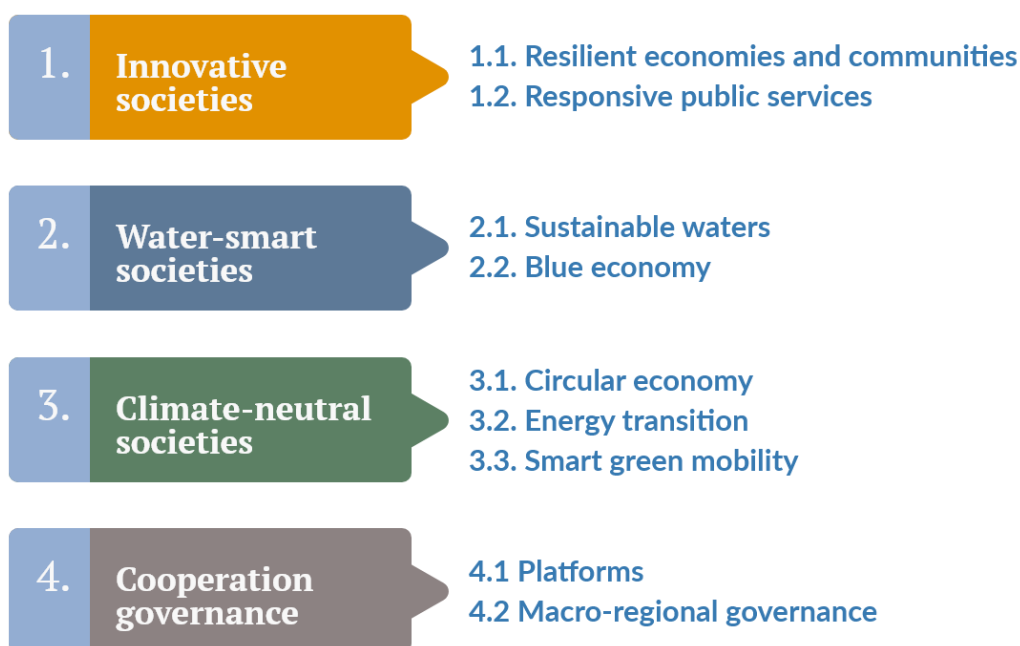 1.
Innovative
societies
1.1. Resilient economies and communities
1.2. Responsive public services
2.
Water-smart
societies
2.1. Sustainable waters
2.2. Blue economy
3.
Climate-neutral
societies
3.1. Circular economy
3.2. Energy transition
3.3. Smart green mobility
4.
Cooperation
governance
4.1 Platforms
4.2 Macro-regional governance